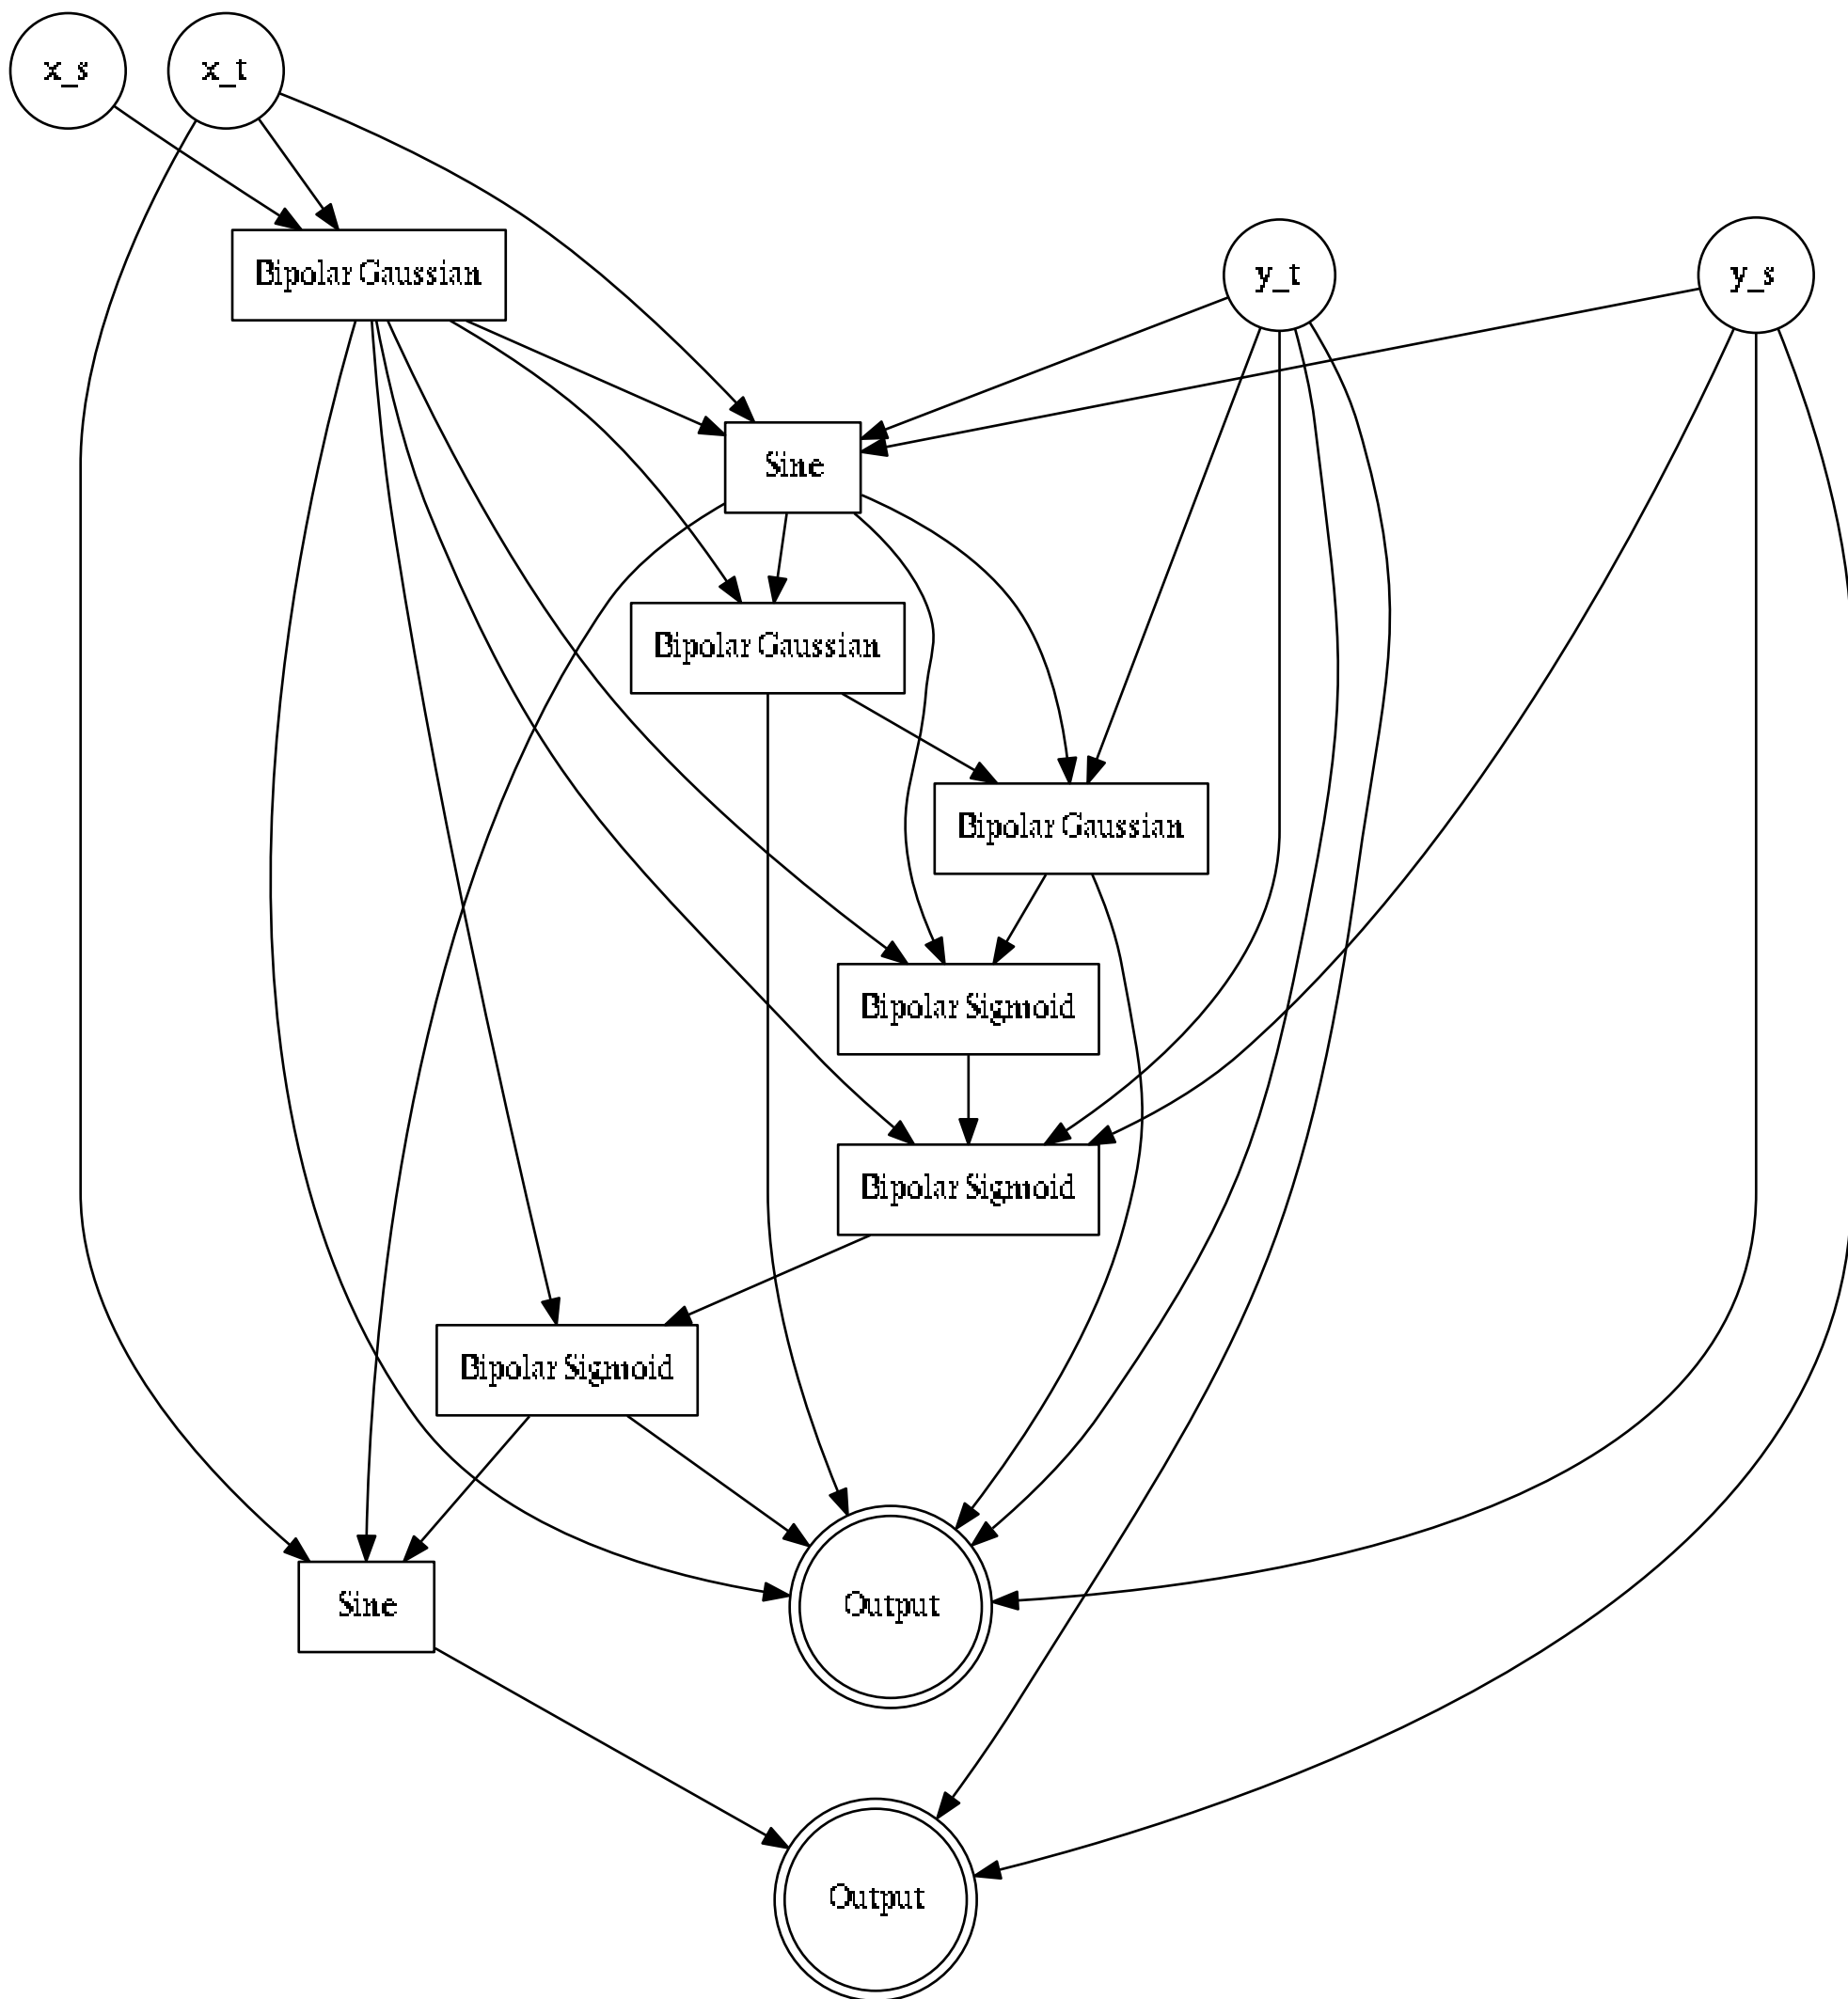 x_s
x_t
Bipolar Gaussian
y_t
y_s
Sine
Bipolar Gaussian
Bipolar Gaussian
Bipolar Sigmoid
Bipolar Sigmoid
Bipolar Sigmoid
Sine
Output
Output